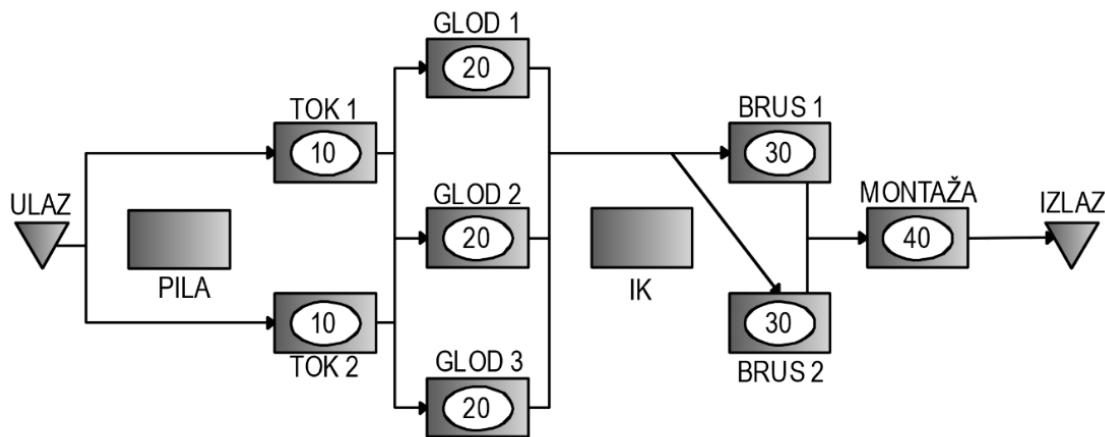 ULAZ
PILA
TOK 1
10
10
TOK 2
GLOD 1
20
GLOD 2
20
GLOD 3
20
IK
BRUS 1
30
30
BRUS 2
MONTAŽA
40
IZLAZ